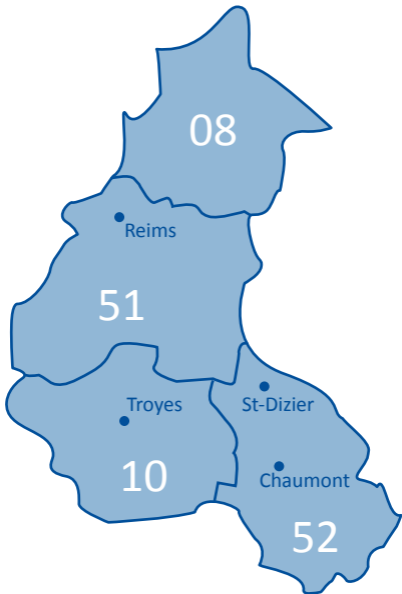 08
Reims
51
Troyes
St-Dizier
10
Chaumont
52